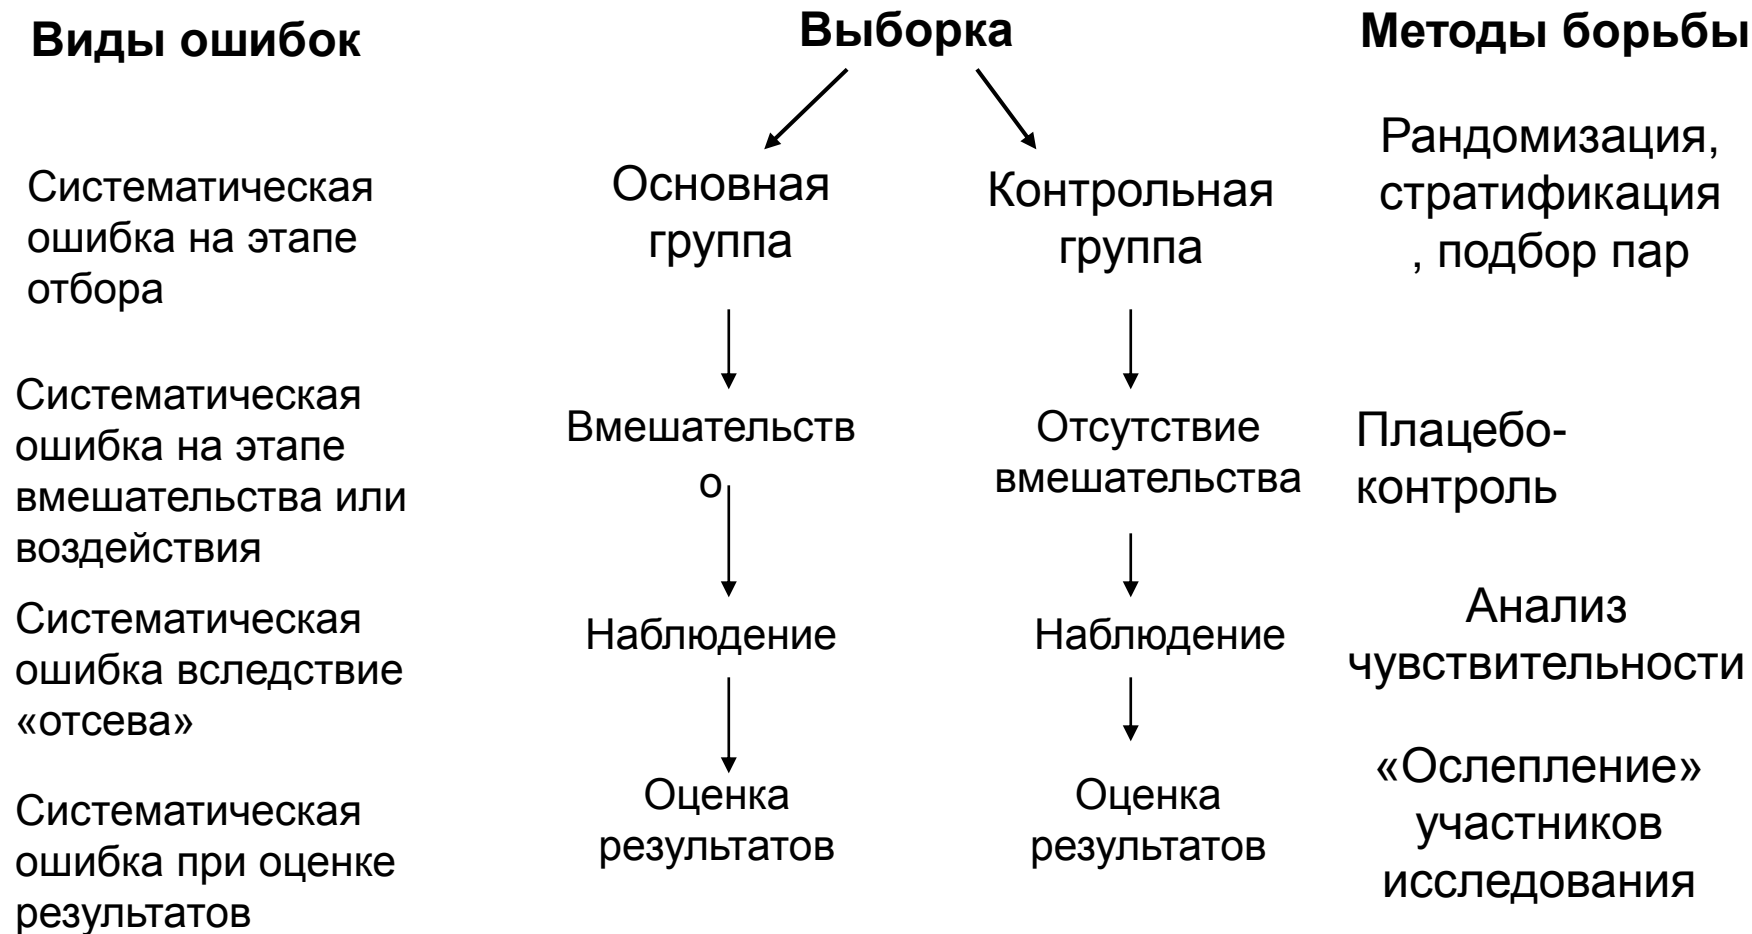 Виды ошибок
Выборка
Методы борьбы
Систематическая
ошибка на этапе
отбора
Основная
группа
Контрольная
группа
Рандомизация,
стратификация
, подбор пар
Систематическая
ошибка на этапе
вмешательства или
воздействия
Вмешательств
о
Отсутствие
вмешательства
Плацебо-
контроль
Систематическая
ошибка вследствие
«отсева»
Наблюдение
Наблюдение
Анализ
чувствительности
Систематическая
ошибка при оценке
результатов
Оценка
результатов
Оценка
результатов
«Ослепление»
участников
исследования